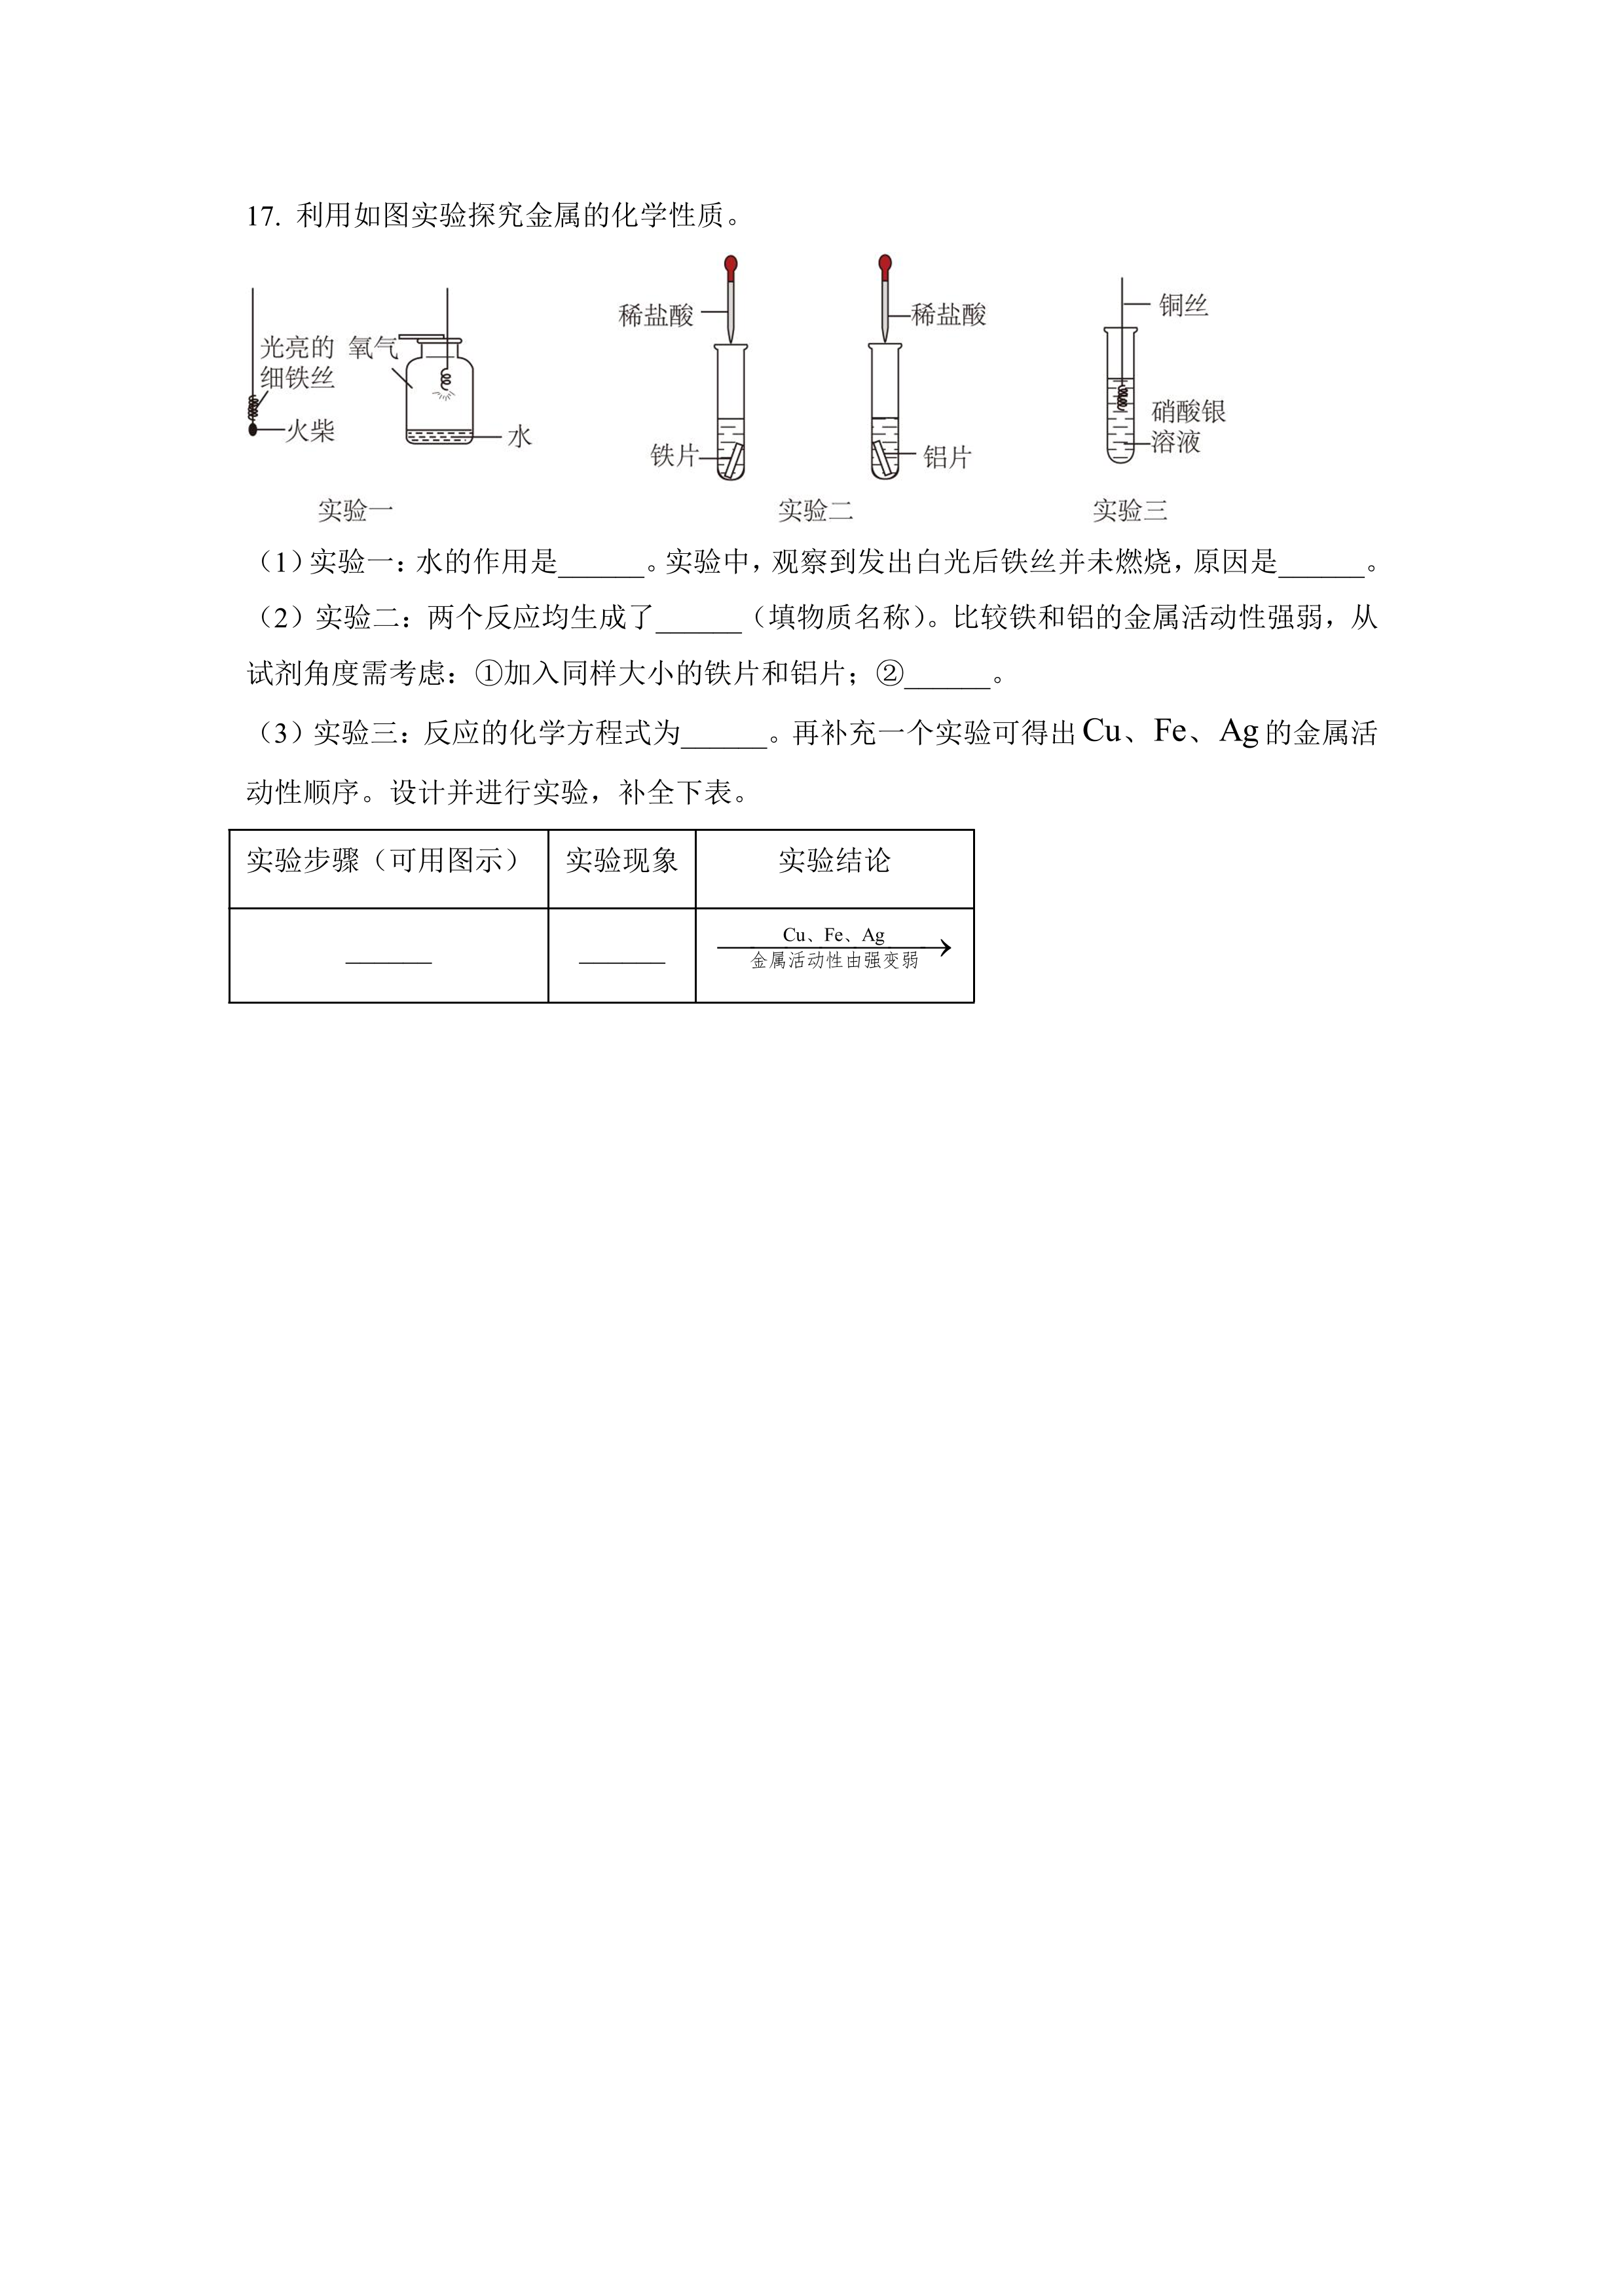 17. 利用如图实验探究金属的化学性质。
光亮的
细铁丝
火柴
氧气
水
稀盐酸
铁片
稀盐酸
铝片
铜丝
硝酸银
溶液
实验一
实验二
实验三
（1）实验一：水的作用是______。实验中，观察到发出白光后铁丝并未燃烧，原因是______。
（2）实验二：两个反应均生成了______（填物质名称）。比较铁和铝的金属活动性强弱，从
试剂角度需考虑：①加入同样大小的铁片和铝片；②______。
（3）实验三：反应的化学方程式为______。再补充一个实验可得出Cu、Fe、Ag的金属活
动性顺序。设计并进行实验，补全下表。
实验步骤（可用图示） 实验现象 实验结论
______ ______ Cu、Fe、Ag
金属活动性由强变弱